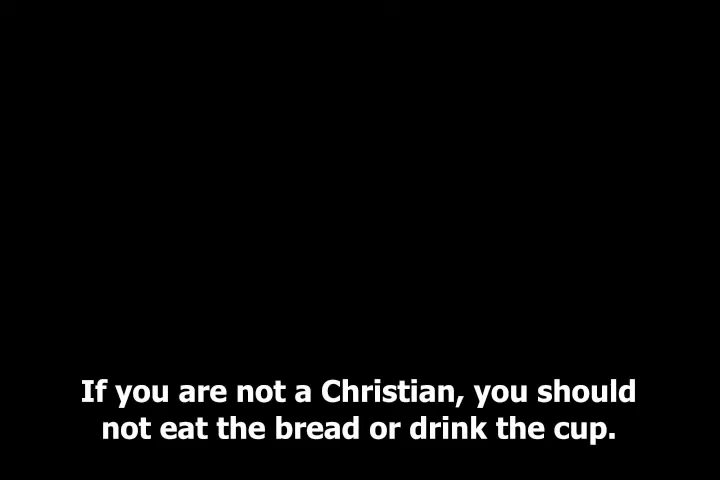 If you are not a Christian, you should
not eat the bread or drink the cup.